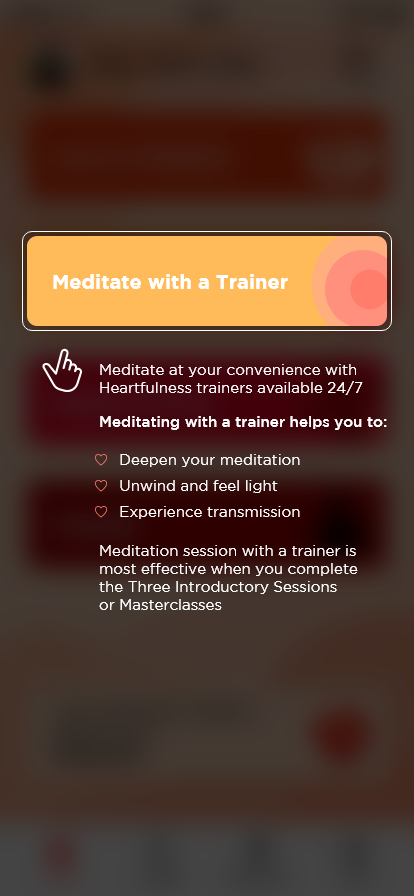 Meditate with a Trainer
Meditate at your convenience with
Heartfulness trainers available 24/7
Meditating with a trainer helps you to:
Deepen your meditation
Unwind and feel light
Experience transmission
Meditation session with a trainer is
most effective when you complete
the Three Introductory Sessions
or Masterclasses